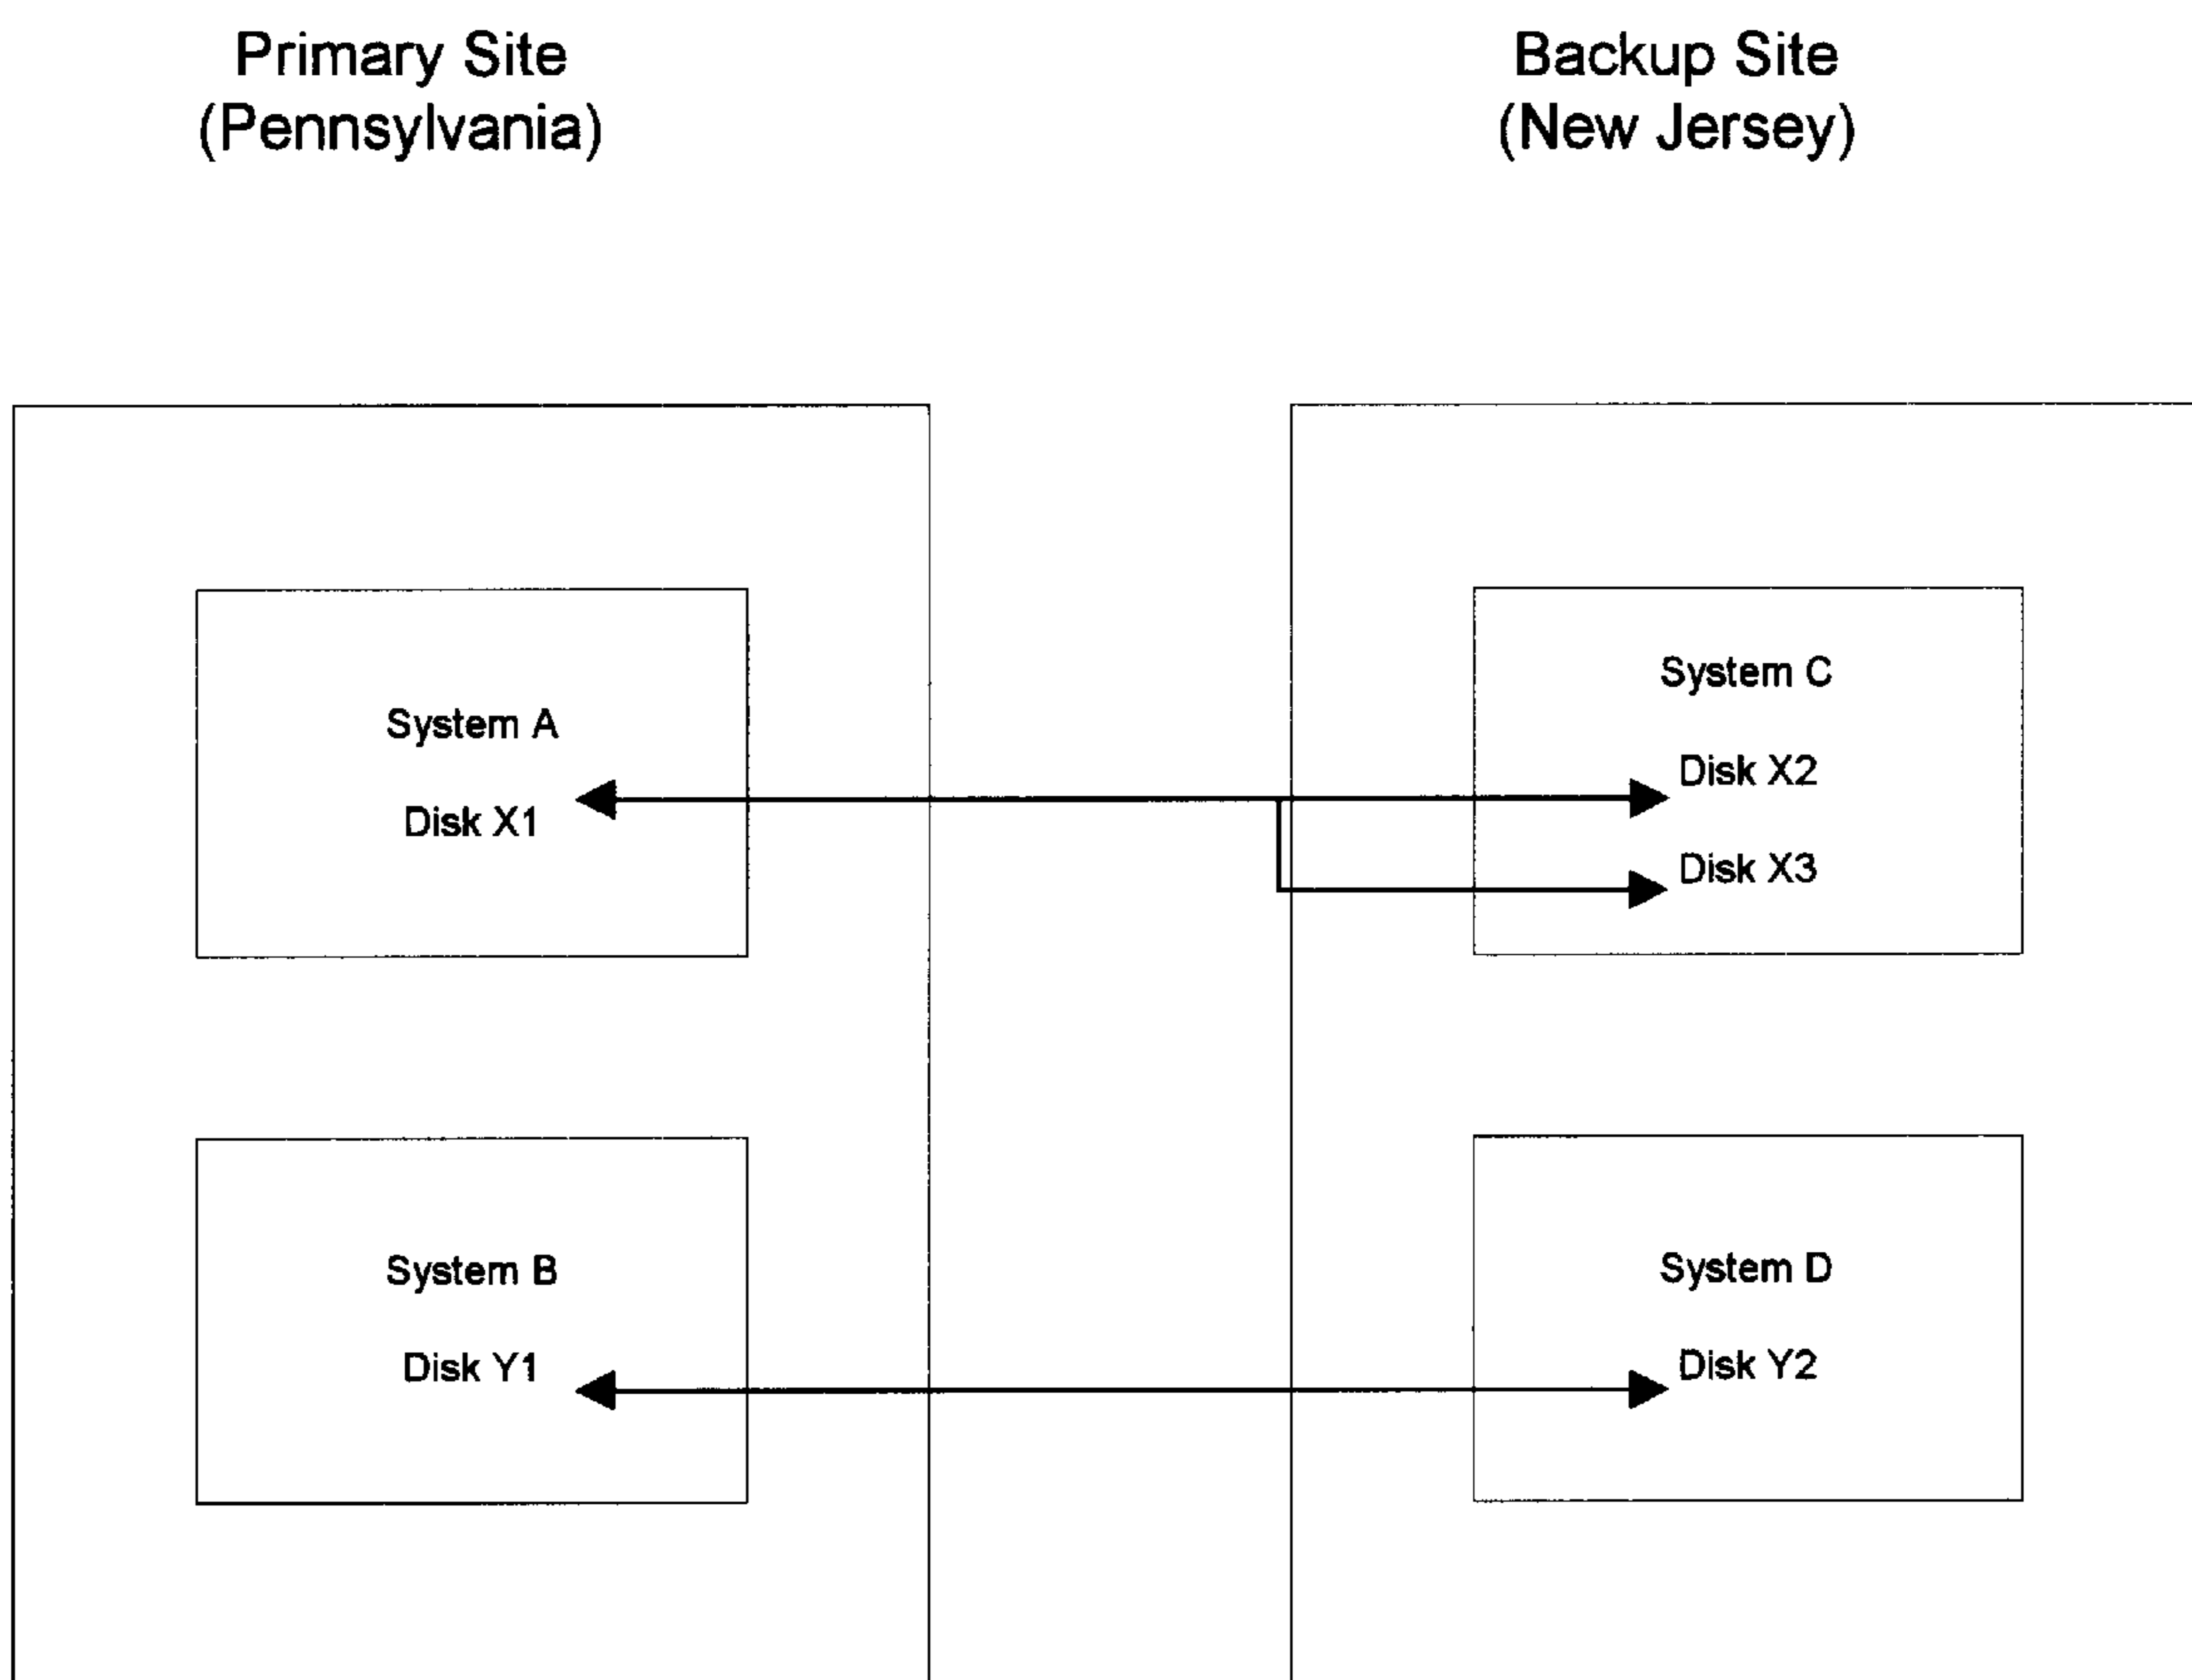 Primary Site
(Pennsylvania)
Backup Site
(New Jersey)
System A
Disk X1
System C
Disk X2
Disk X3
System B
Disk Y1
System D
Disk Y2